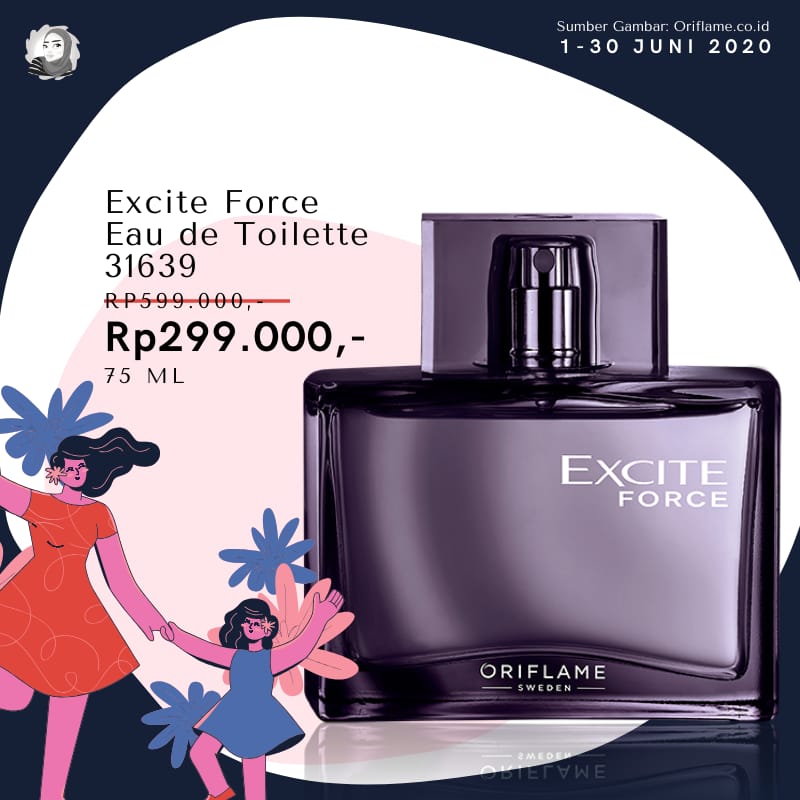 Sumber Gambar: Oriflame.co.id
1-30 JUNI 2020
Excite Force
Eau de Toilette
31639
RP599.000,-
Rp299.000,-
75 ML
EXCITE
FORCE
ORIFLAME
SWEDEN